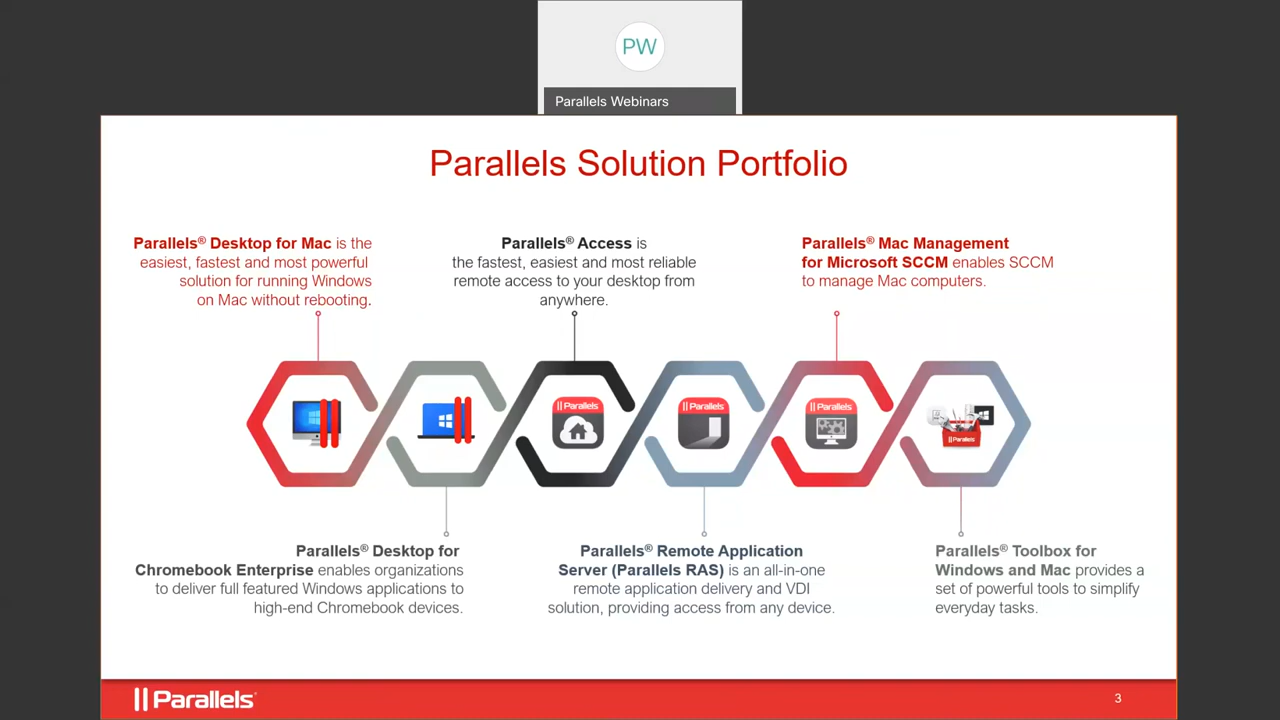 PW
Parallels Webinars
Parallels Solution Portfolio
Parallels® Desktop for Mac is the
easiest, fastest and most powerful
solution for running Windows
on Mac without rebooting.
Parallels® Access is
the fastest, easiest and most reliable
remote access to your desktop from
anywhere.
Parallels® Mac Management
for Microsoft SCCM enables SCCM
to manage Mac computers.
Parallels
Parallels
Parallels
Parallels
Parallels® Desktop for
Chromebook Enterprise enables organizations
to deliver full featured Windows applications to
high-end Chromebook devices.
Parallels® Remote Application
Server (Parallels RAS) is an all-in-one
remote application delivery and VDI
solution, providing access from any device.
Parallels® Toolbox for
Windows and Mac provides a
set of powerful tools to simplify
everyday tasks.
Parallels®
3